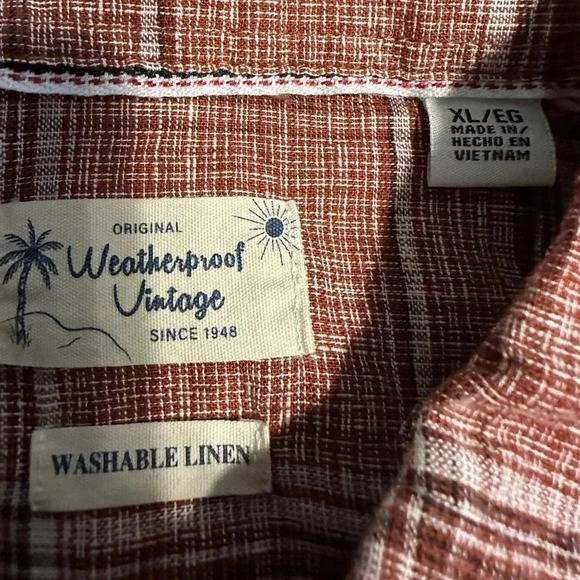 XL/EG
MADE IN/
HECHO EN
VIETNAM
ORIGINAL
Weatherproof
Vintage
SINCE 1948
WASHABLE LINEN